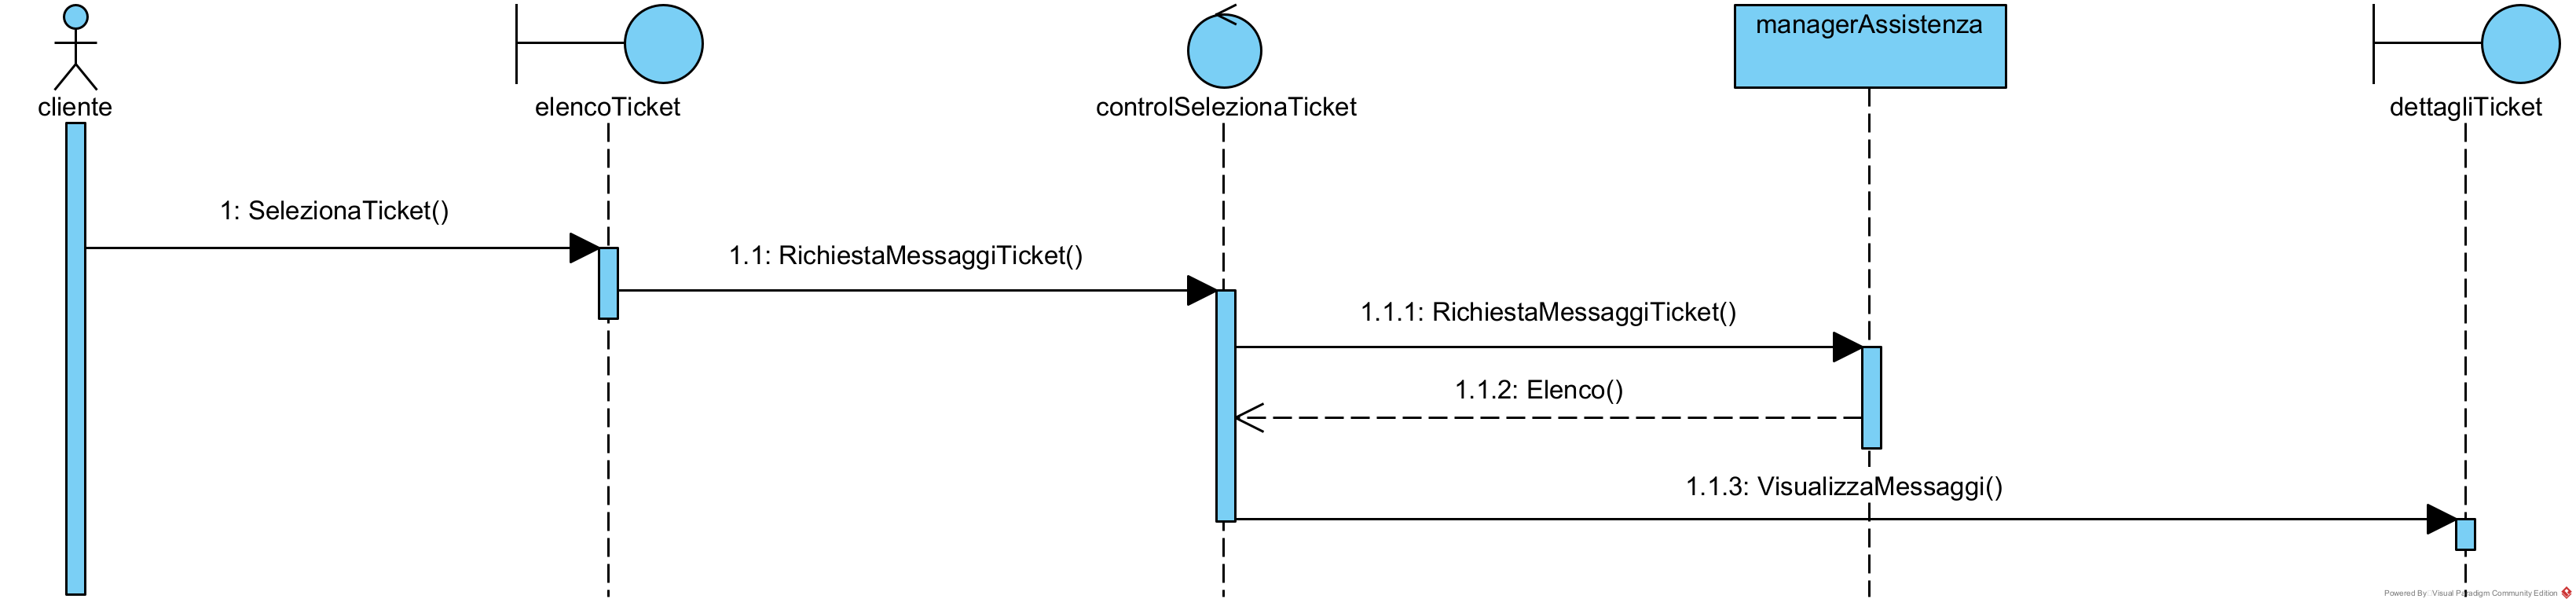 managerAssistenza
cliente
elencoTicket
controlSelezionaTicket
dettagliTicket
1: SelezionaTicket()
1.1: RichiestaMessaggiTicket()
1.1.1: RichiestaMessaggiTicket()
1.1.2: Elenco()
1.1.3: VisualizzaMessaggi()
Powered By Visual Paradigm Community Edition